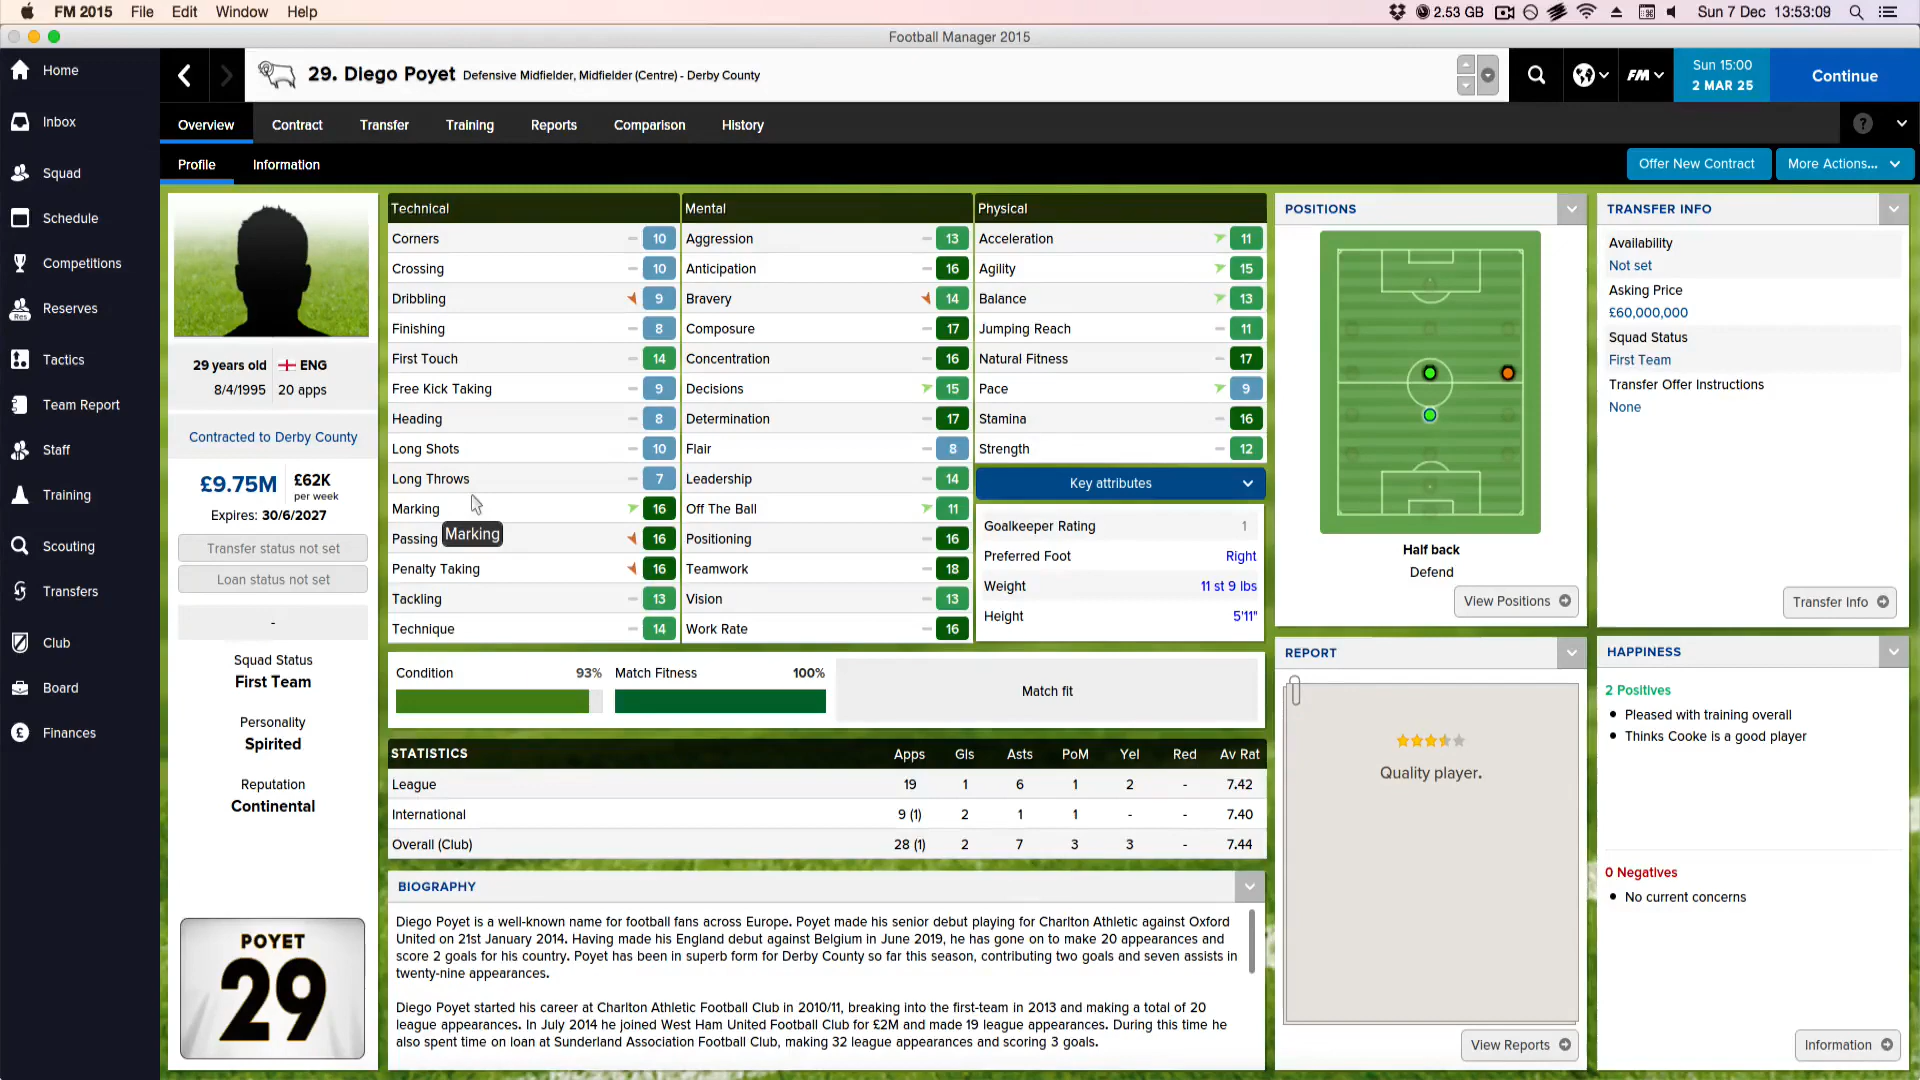 FM 2015 File Edit Window Help
2.53 GB Sun 7 Dec 13:53:09
Football Manager 2015
Home
Inbox
Squad
Schedule
Competitions
Reserves
Res
Tactics
Team Report
Staff
Training
Scouting
Transfers
Club
Board
Finances
29. Diego Poyet Defensive Midfielder, Midfielder (Centre) - Derby County
FM
Sun 15:00
2 MAR 25
Continue
Overview Contract Transfer Training Reports Comparison History ?
Profile Information
Offer New Contract More Actions...
29 years old ENG
8/4/1995 20 apps
Contracted to Derby County
£9.75M £62K per week
Expires: 30/6/2027
Transfer status not set
Loan status not set
-
Squad Status
First Team
Personality
Spirited
Reputation
Continental
POYET
29
Technical
Corners - 10
Crossing - 10
Dribbling 9
Finishing - 8
First Touch - 14
Free Kick Taking - 9
Heading - 8
Long Shots - 10
Long Throws - 7
Marking 16
Passing 16
Marking
Penalty Taking 16
Tackling - 13
Technique - 14
Mental
Aggression - 13
Anticipation - 16
Bravery 14
Composure - 17
Concentration - 16
Decisions 15
Determination - 17
Flair - 8
Leadership - 14
Off The Ball 11
Positioning - 16
Teamwork - 18
Vision - 13
Work Rate - 16
Physical
Acceleration 11
Agility 15
Balance 13
Jumping Reach - 11
Natural Fitness - 17
Pace 9
Stamina - 16
Strength - 12
Key attributes
Goalkeeper Rating 1
Preferred Foot Right
Weight 11 st 9 lbs
Height 5'11"
Condition 93%
Match Fitness 100%
Match fit
STATISTICS Apps Gls Asts PoM Yel Red Av Rat
League 19 1 6 1 2 - 7.42
International 9 (1) 2 1 1 - - 7.40
Overall (Club) 28 (1) 2 7 3 3 - 7.44
BIOGRAPHY
Diego Poyet is a well-known name for football fans across Europe. Poyet made his senior debut playing for Charlton Athletic against Oxford
United on 21st January 2014. Having made his England debut against Belgium in June 2019, he has gone on to make 20 appearances and
score 2 goals for his country. Poyet has been in superb form for Derby County so far this season, contributing two goals and seven assists in
twenty-nine appearances.
Diego Poyet started his career at Charlton Athletic Football Club in 2010/11, breaking into the first-team in 2013 and making a total of 20
league appearances. In July 2014 he joined West Ham United Football Club for £2M and made 19 league appearances. During this time he
also spent time on loan at Sunderland Association Football Club, making 32 league appearances and scoring 3 goals.
POSITIONS
Half back
Defend
View Positions
TRANSFER INFO
Availability
Not set
Asking Price
£60,000,000
Squad Status
First Team
Transfer Offer Instructions
None
Transfer Info
REPORT
Quality player.
View Reports
HAPPINESS
2 Positives
Pleased with training overall
Thinks Cooke is a good player
0 Negatives
No current concerns
Information